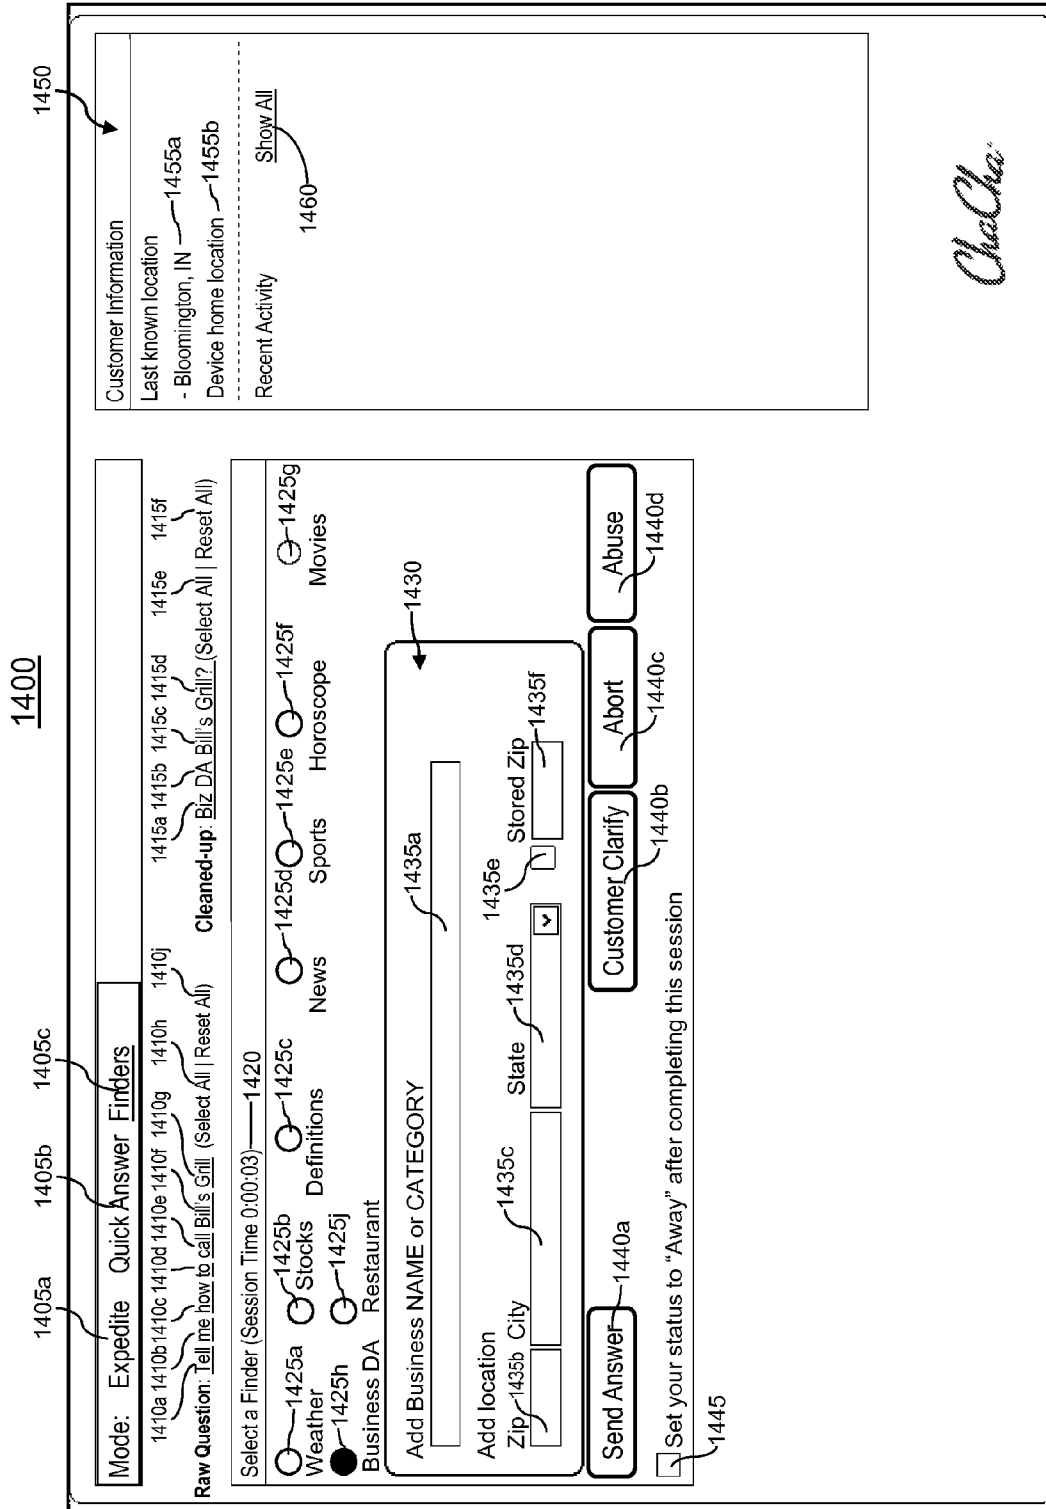 1400
1405a 1405b 1405c
Mode: Expedite Quick Answer Finders
1410a 1410b 1410c 1410d 1410e 1410f 1410g 1410h 1410j
Raw Question: Tell me how to call Bill's Grill (Select All | Reset All)
1415a 1415b 1415c 1415d 1415e 1415f
Cleaned-up: Biz DA Bill's Grill? (Select All | Reset All)
Select a Finder (Session Time 0:00:03) 1420
1425a 1425b 1425c 1425d 1425e 1425f 1425g
Weather Stocks Definitions News Sports Horoscope Movies
1425h 1425j
Business DA Restaurant
1430
Add Business NAME or CATEGORY
1435a
Add location
Zip City State Stored Zip
1435b 1435c 1435d 1435e 1435f
Send Answer Customer Clarify Abort Abuse
1440a 1440b 1440c 1440d
Set your status to “Away” after completing this session
1445
1450
Customer Information
Last known location
- Bloomington, IN 1455a
Device home location 1455b
Recent Activity Show All
1460
ChaCha